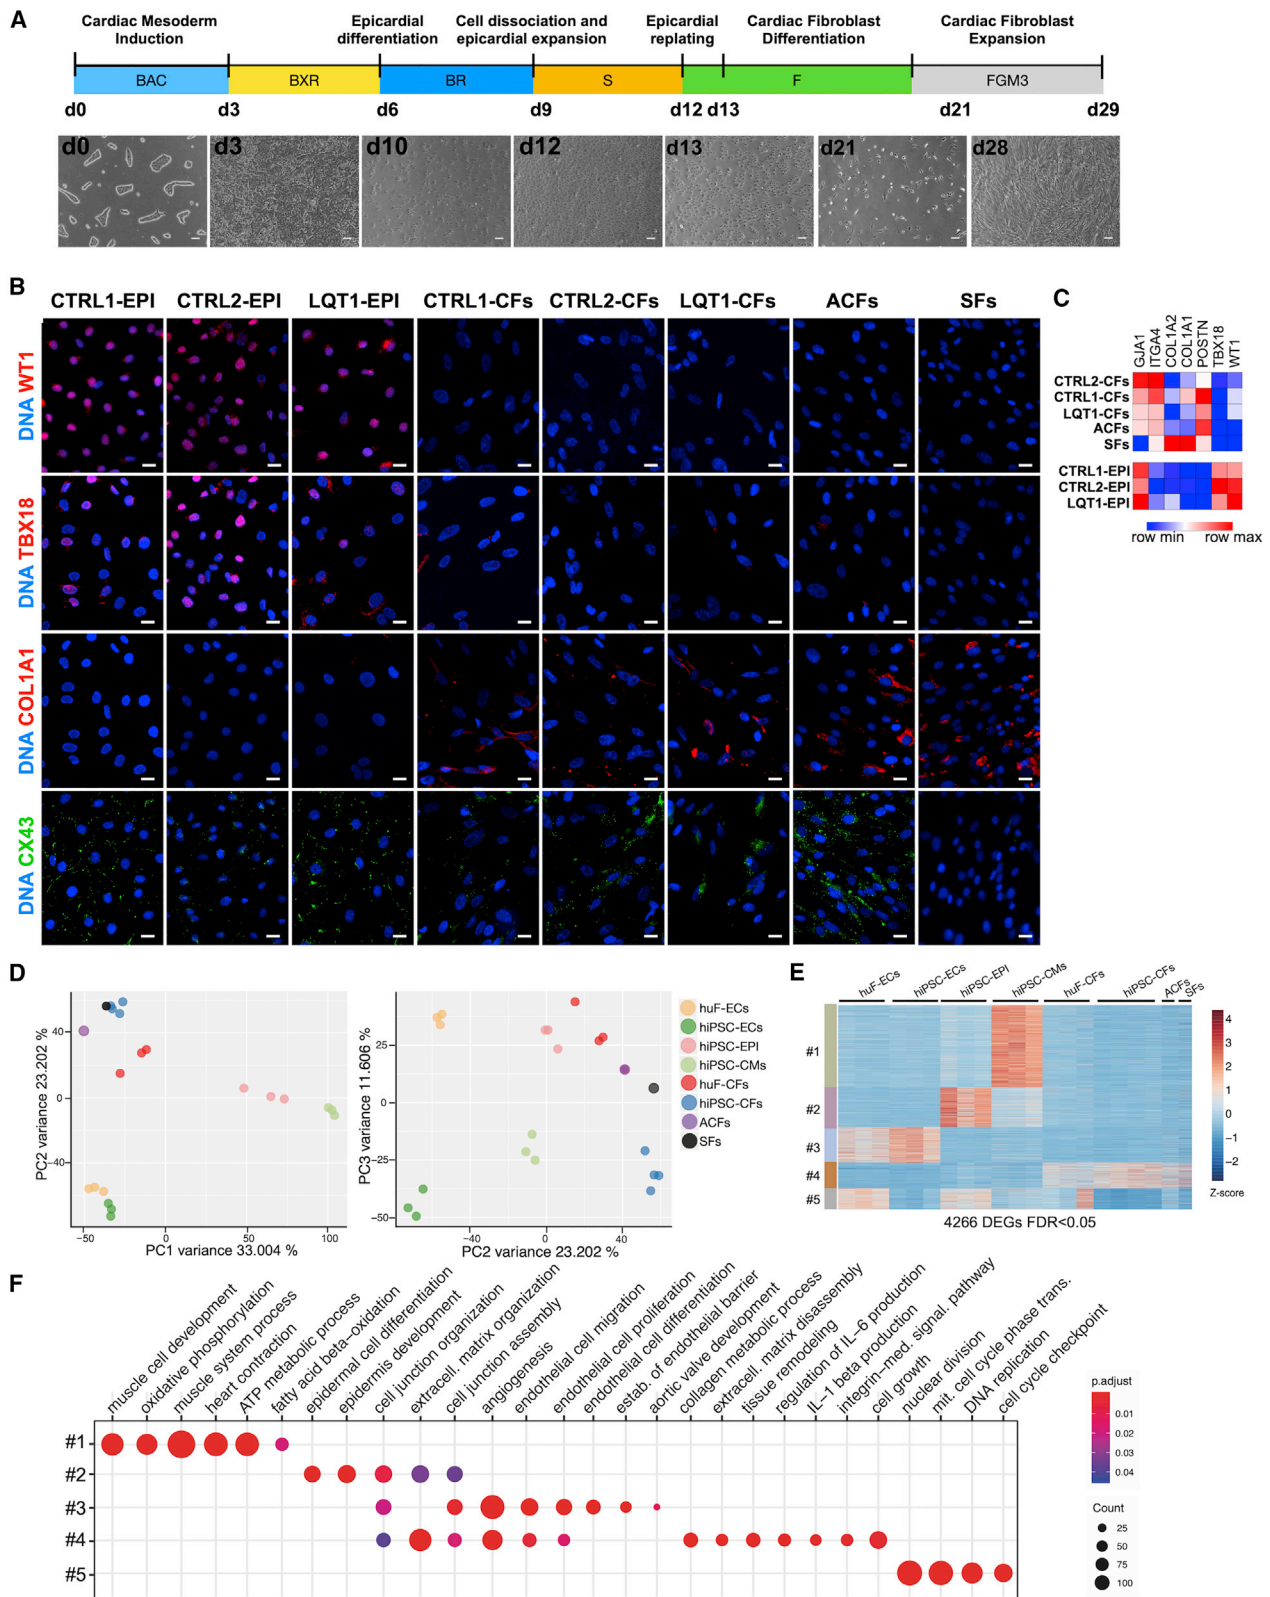 A
Cardiac Mesoderm
Induction
Epicardial
differentiation
Cell dissociation and
epicardial expansion
Epicardial
replating
Cardiac Fibroblast
Differentiation
Cardiac Fibroblast
Expansion
BAC BXR BR S F FGM3
d0 d3 d6 d9 d12 d13 d21 d29
d0 d3 d10 d12 d13 d21 d28
B
CTRL1-EPI CTRL2-EPI LQT1-EPI CTRL1-CFs CTRL2-CFs LQT1-CFs ACFs SFs
DNA WT1
DNA TBX18
DNA COL1A1
DNA CX43
C
GJA1
ITGA4
COL1A2
COL1A1
POSTN
TBX18
WT1
CTRL2-CFs
CTRL1-CFs
LQT1-CFs
ACFs
SFs
CTRL1-EPI
CTRL2-EPI
LQT1-EPI
row min row max
D
PC2 variance 23.202 %
40
0
−40
−50 0 50 100
PC1 variance 33.004 %
PC3 variance 11.606 %
25
0
−25
−50
−40 0 40
PC2 variance 23.202 %
huF-ECs
hiPSC-ECs
hiPSC-EPI
hiPSC-CMs
huF-CFs
hiPSC-CFs
ACFs
SFs
E
huF-ECs
hiPSC-ECs
hiPSC-EPI
hiPSC-CMs
huF-CFs
hiPSC-CFs
ACFs
SFs
#1
#2
#3
#4
#5
4
3
2
1
0
−1
−2
Z-score
4266 DEGs FDR<0.05
F
muscle cell development
oxidative phosphorylation
muscle system process
heart contraction
ATP metabolic process
fatty acid beta−oxidation
epidermal cell differentiation
epidermis development
cell junction organization
extracell. matrix organization
cell junction assembly
angiogenesis
endothelial cell migration
endothelial cell proliferation
endothelial cell differentiation
estab. of endothelial barrier
aortic valve development
collagen metabolic process
extracell. matrix disassembly
tissue remodeling
regulation of IL−6 production
IL−1 beta production
integrin−med. signal. pathway
cell growth
nuclear division
mit. cell cycle phase trans.
DNA replication
cell cycle checkpoint
#1
#2
#3
#4
#5
p.adjust
0.01
0.02
0.03
0.04
Count
25
50
75
100